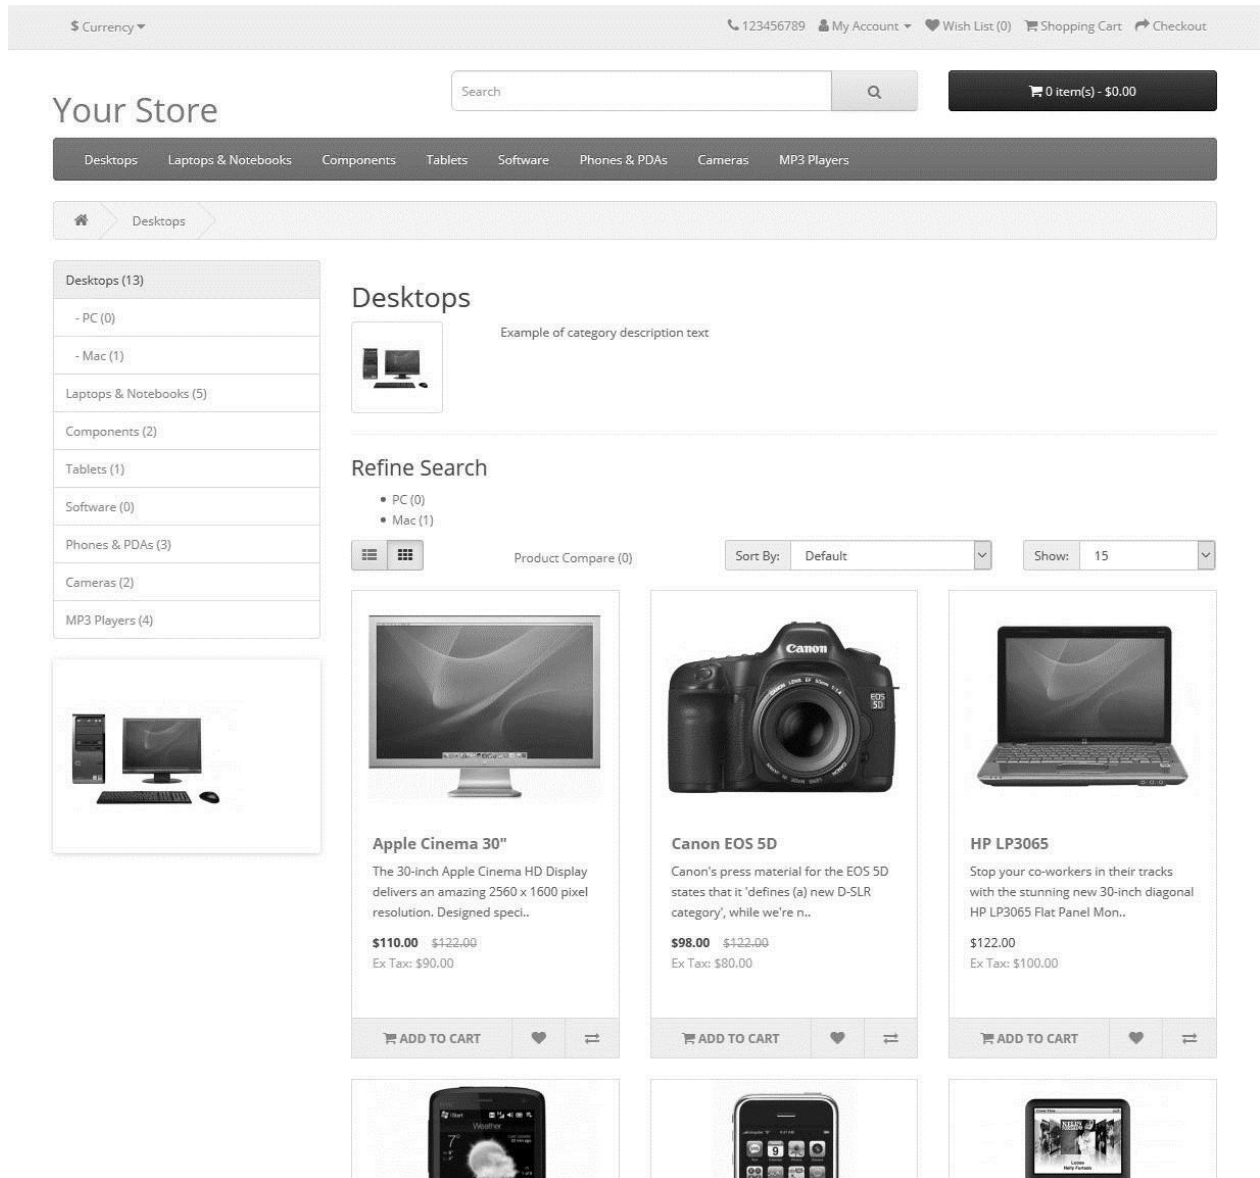 $ Currency
123456789 My Account Wish List (0) Shopping Cart Checkout
Your Store
Search
0 item(s) - $0.00
Desktops Laptops & Notebooks Components Tablets Software Phones & PDAs Cameras MP3 Players
Desktops
Desktops (13)
- PC (0)
- Mac (1)
Laptops & Notebooks (5)
Components (2)
Tablets (1)
Software (0)
Phones & PDAs (3)
Cameras (2)
MP3 Players (4)
Desktops
Example of category description text
Refine Search
• PC (0)
• Mac (1)
Product Compare (0)
Sort By: Default
Show: 15
Canon
EOS
5D
Apple Cinema 30"
The 30-inch Apple Cinema HD Display
delivers an amazing 2560 x 1600 pixel
resolution. Designed speci..
$110.00 $122.00
Ex Tax: $90.00
ADD TO CART
Canon EOS 5D
Canon's press material for the EOS 5D
states that it 'defines (a) new D-SLR
category', while we're n..
$98.00 $122.00
Ex Tax: $80.00
ADD TO CART
HP LP3065
Stop your co-workers in their tracks
with the stunning new 30-inch diagonal
HP LP3065 Flat Panel Mon..
$122.00
Ex Tax: $100.00
ADD TO CART
Start
Weather
7°
9